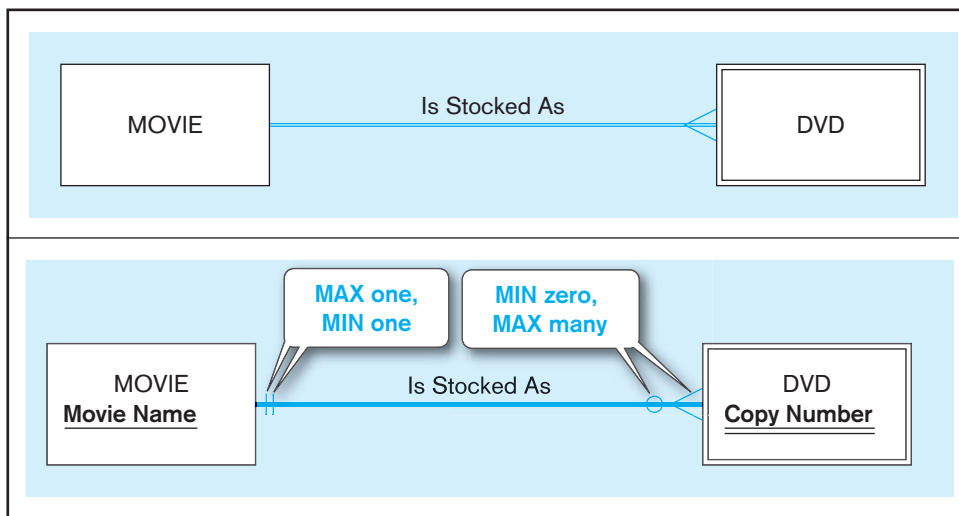 MOVIE
Is Stocked As
DVD
MAX one,
MIN one
MIN zero,
MAX many
MOVIE
Movie Name
Is Stocked As
DVD
Copy Number